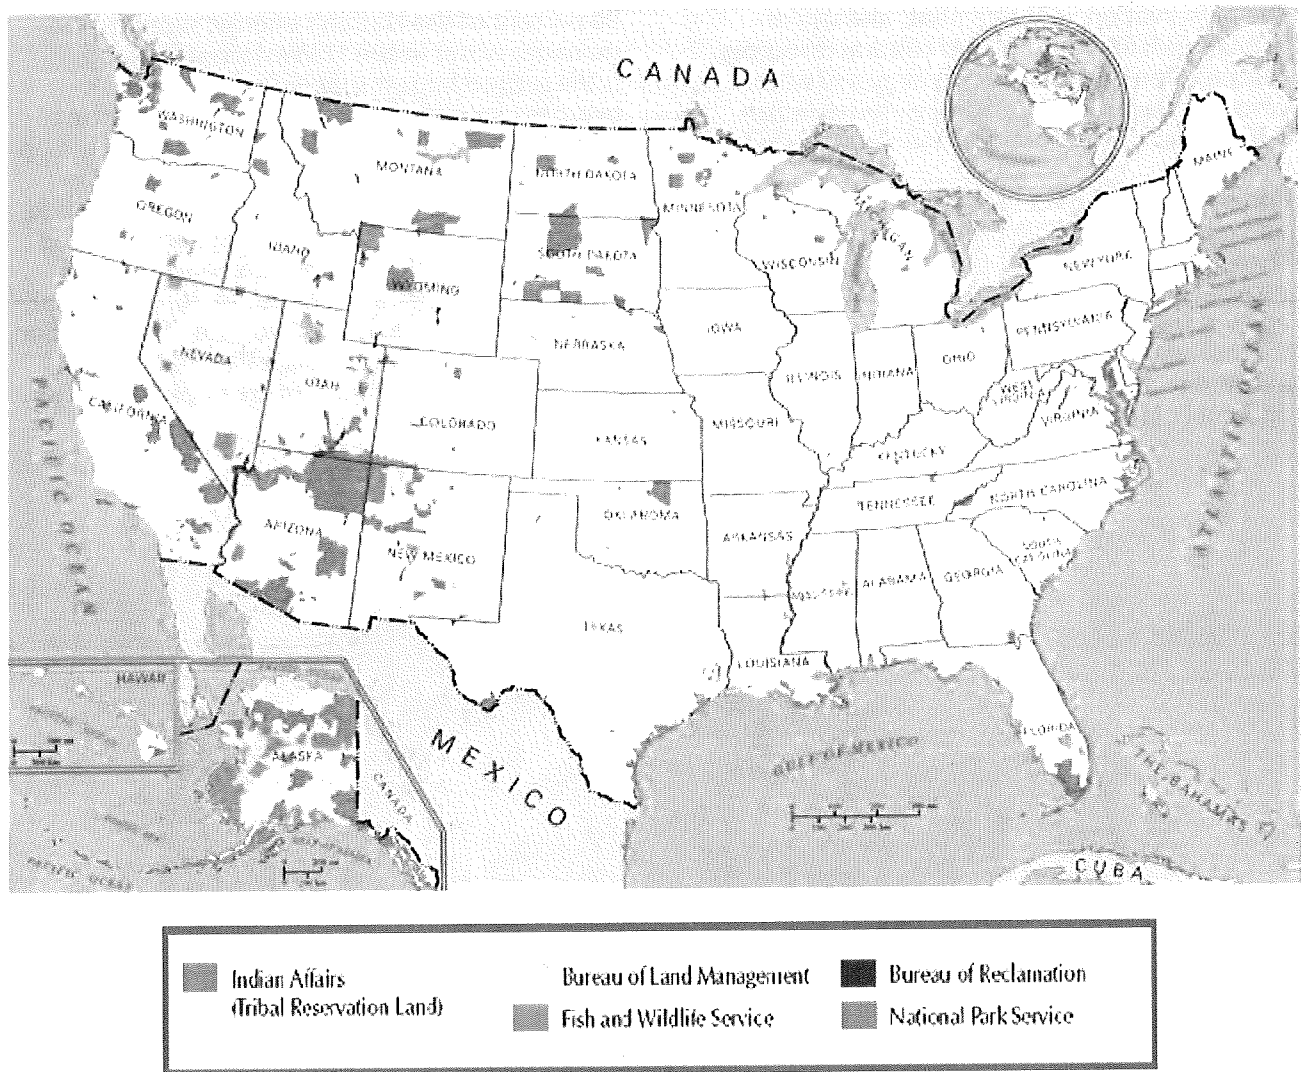 CANADA
WASHINGTON
MONTANA
NORTH DAKOTA
MINNESOTA
MAINE
OREGON
IDAHO
WYOMING
SOUTH DAKOTA
WISCONSIN
MICHIGAN
NEW YORK
NEVADA
UTAH
NEBRASKA
IOWA
PENNSYLVANIA
ILLINOIS
INDIANA
OHIO
WEST
VIRGINIA
VIRGINIA
CALIFORNIA
COLORADO
KANSAS
MISSOURI
KENTUCKY
PACIFIC OCEAN
ATLANTIC OCEAN
ARIZONA
NEW MEXICO
OKLAHOMA
ARKANSAS
TENNESSEE
NORTH CAROLINA
SOUTH
CAROLINA
ALABAMA
GEORGIA
TEXAS
LOUISIANA
FLORIDA
HAWAII
ALASKA
CANADA
MEXICO
GULF OF MEXICO
THE BAHAMAS
CUBA
PACIFIC OCEAN
Indian Affairs
(Tribal Reservation Land)
Bureau of Land Management
Fish and Wildlife Service
Bureau of Reclamation
National Park Service